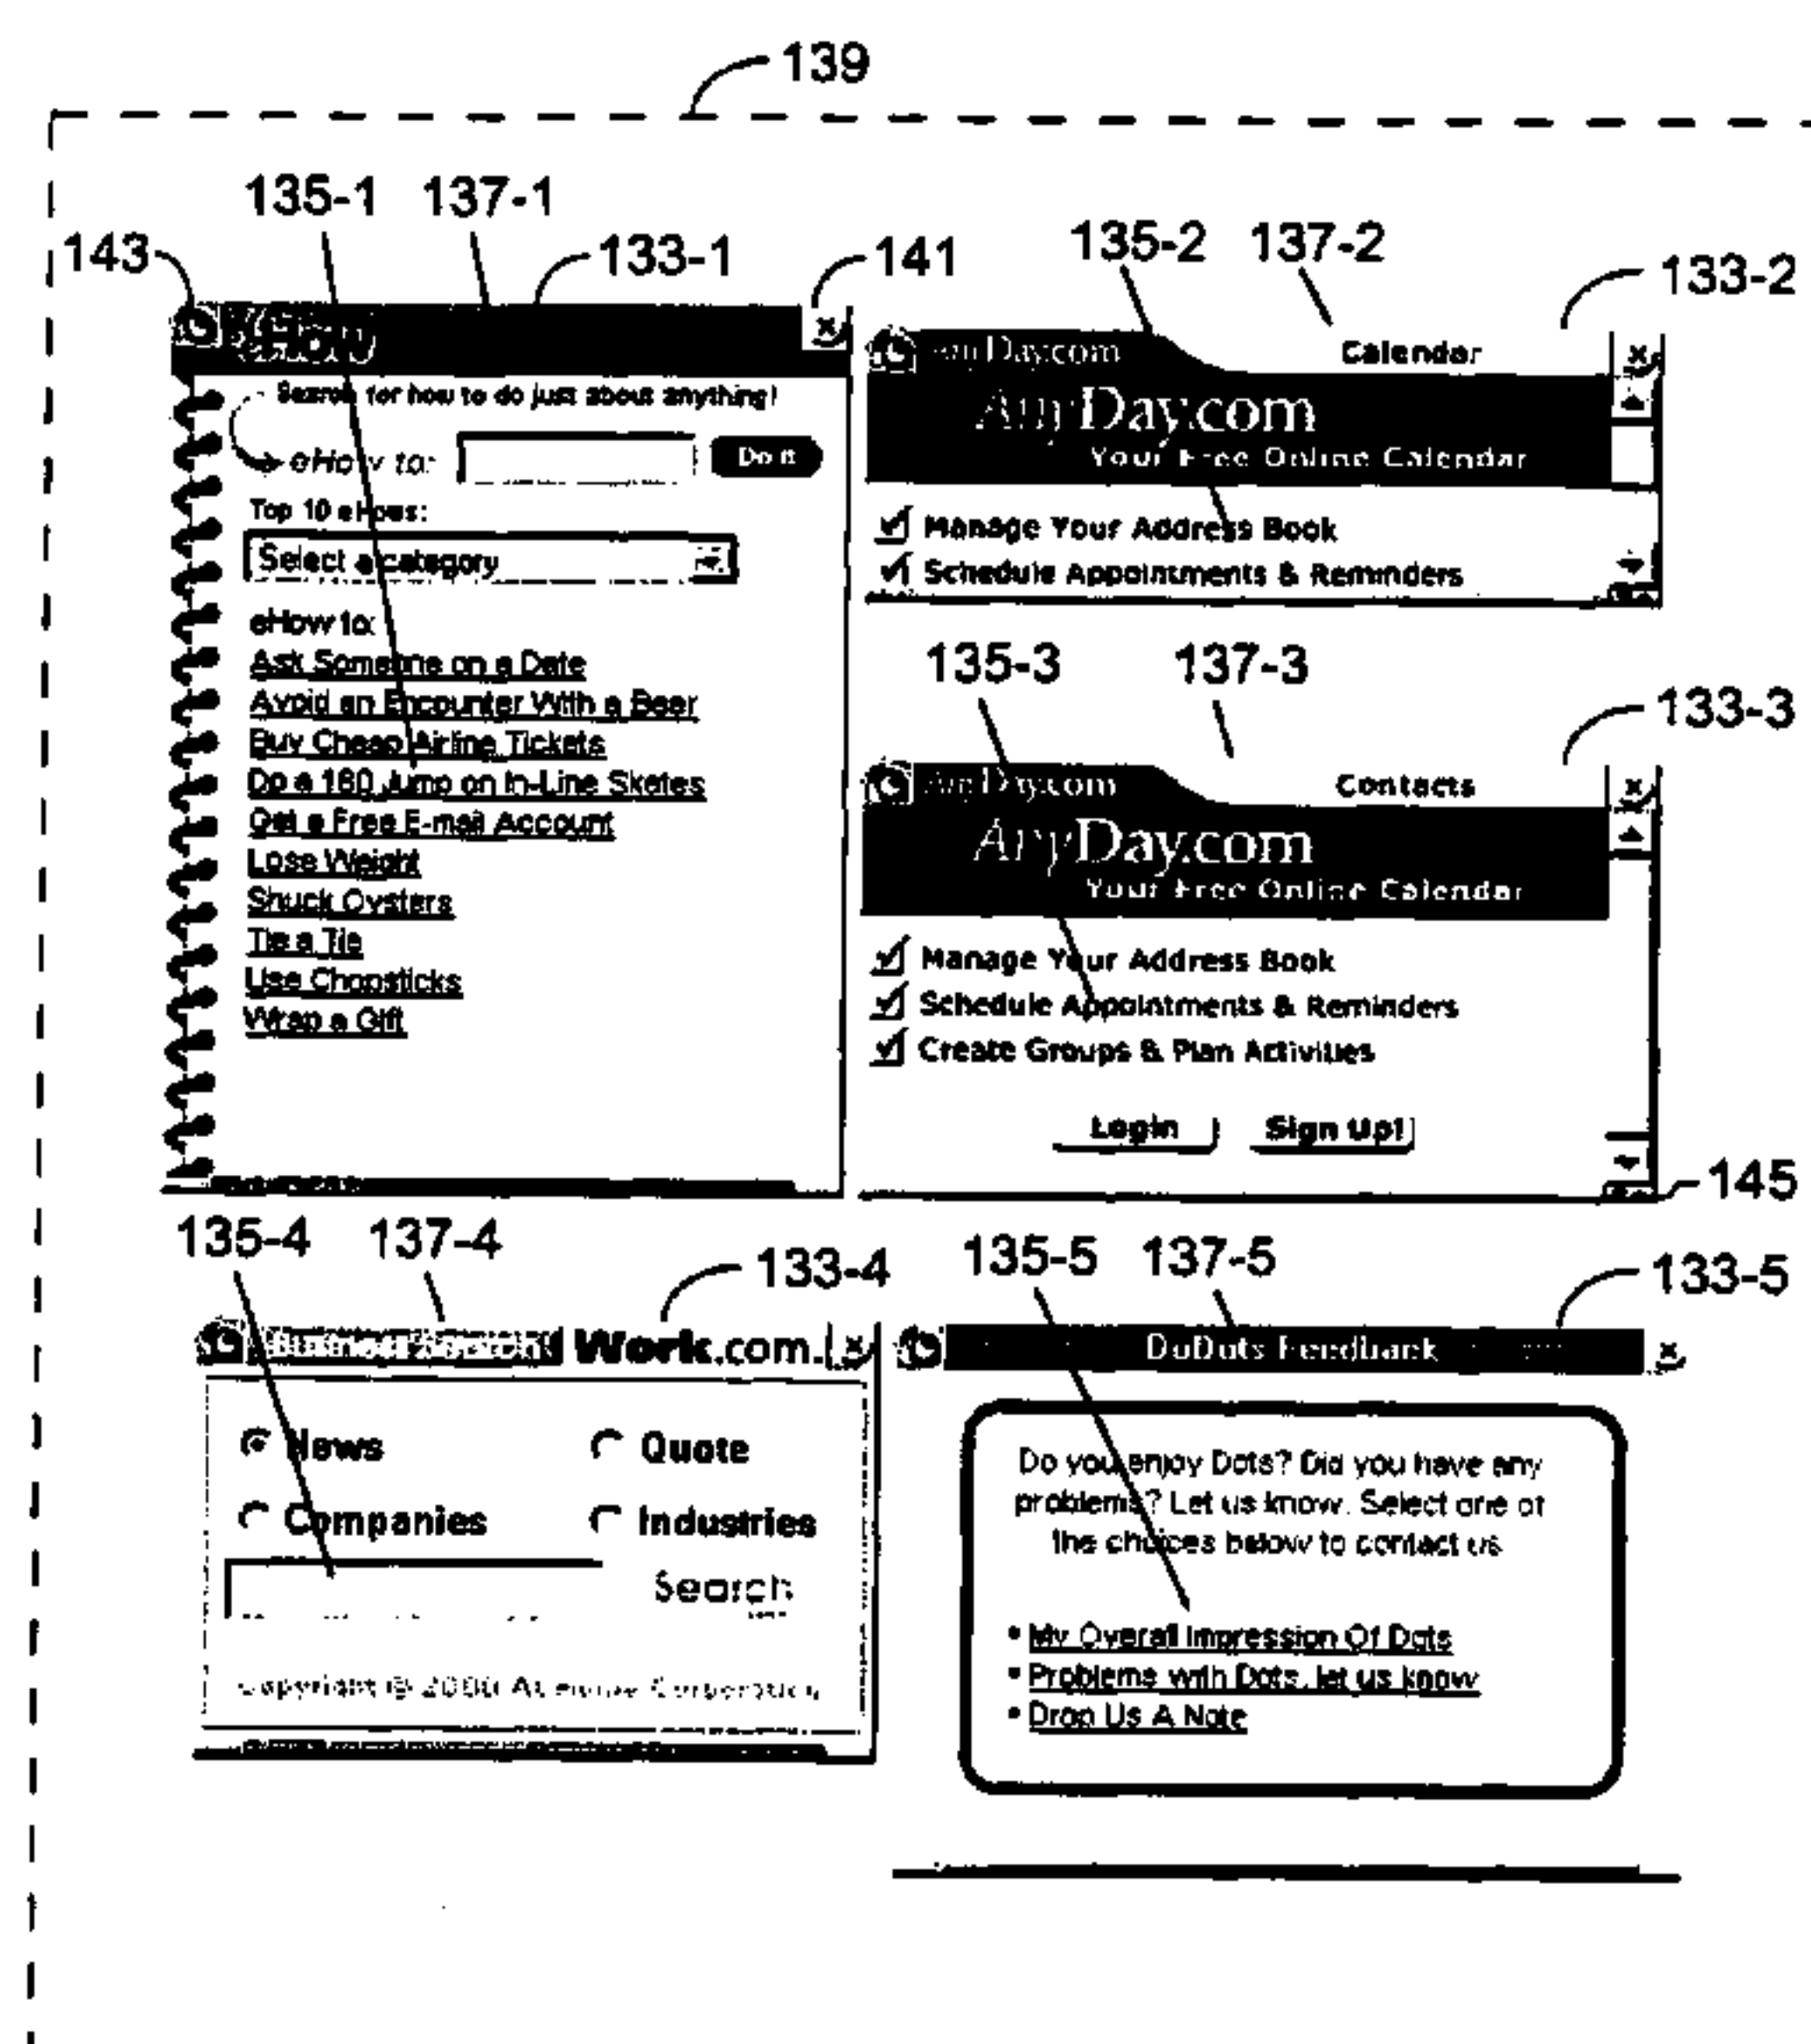 139
135-1 137-1
143 133-1 141
eHow
Search for how to do just about anything!
eHow to: Do it
Top 10 eHows:
Select a category
eHow to:
Ask Someone on a Date
Avoid an Encounter With a Bear
Buy Cheap Airline Tickets
Do a 180 Jump on In-Line Skates
Get a Free E-mail Account
Lose Weight
Shuck Oysters
Tie a Tie
Use Chopsticks
Wrap a Gift
135-2 137-2
133-2
AnyDay.com Calendar
AnyDay.com
Your Free Online Calendar
Manage Your Address Book
Schedule Appointments & Reminders
135-3 137-3
133-3
AnyDay.com Contacts
AnyDay.com
Your Free Online Calendar
Manage Your Address Book
Schedule Appointments & Reminders
Create Groups & Plan Activities
Login Sign Up!
145
135-4 137-4 133-4
Work.com.
News Quote
Companies Industries
Search
Copyright © 2000 Corporation
135-5 137-5 133-5
DoDots Feedback
Do you enjoy Dots? Did you have any
problems? Let us know. Select one of
the choices below to contact us
• My Overall Impression Of Dots
• Problems with Dots, let us know
• Drop Us A Note